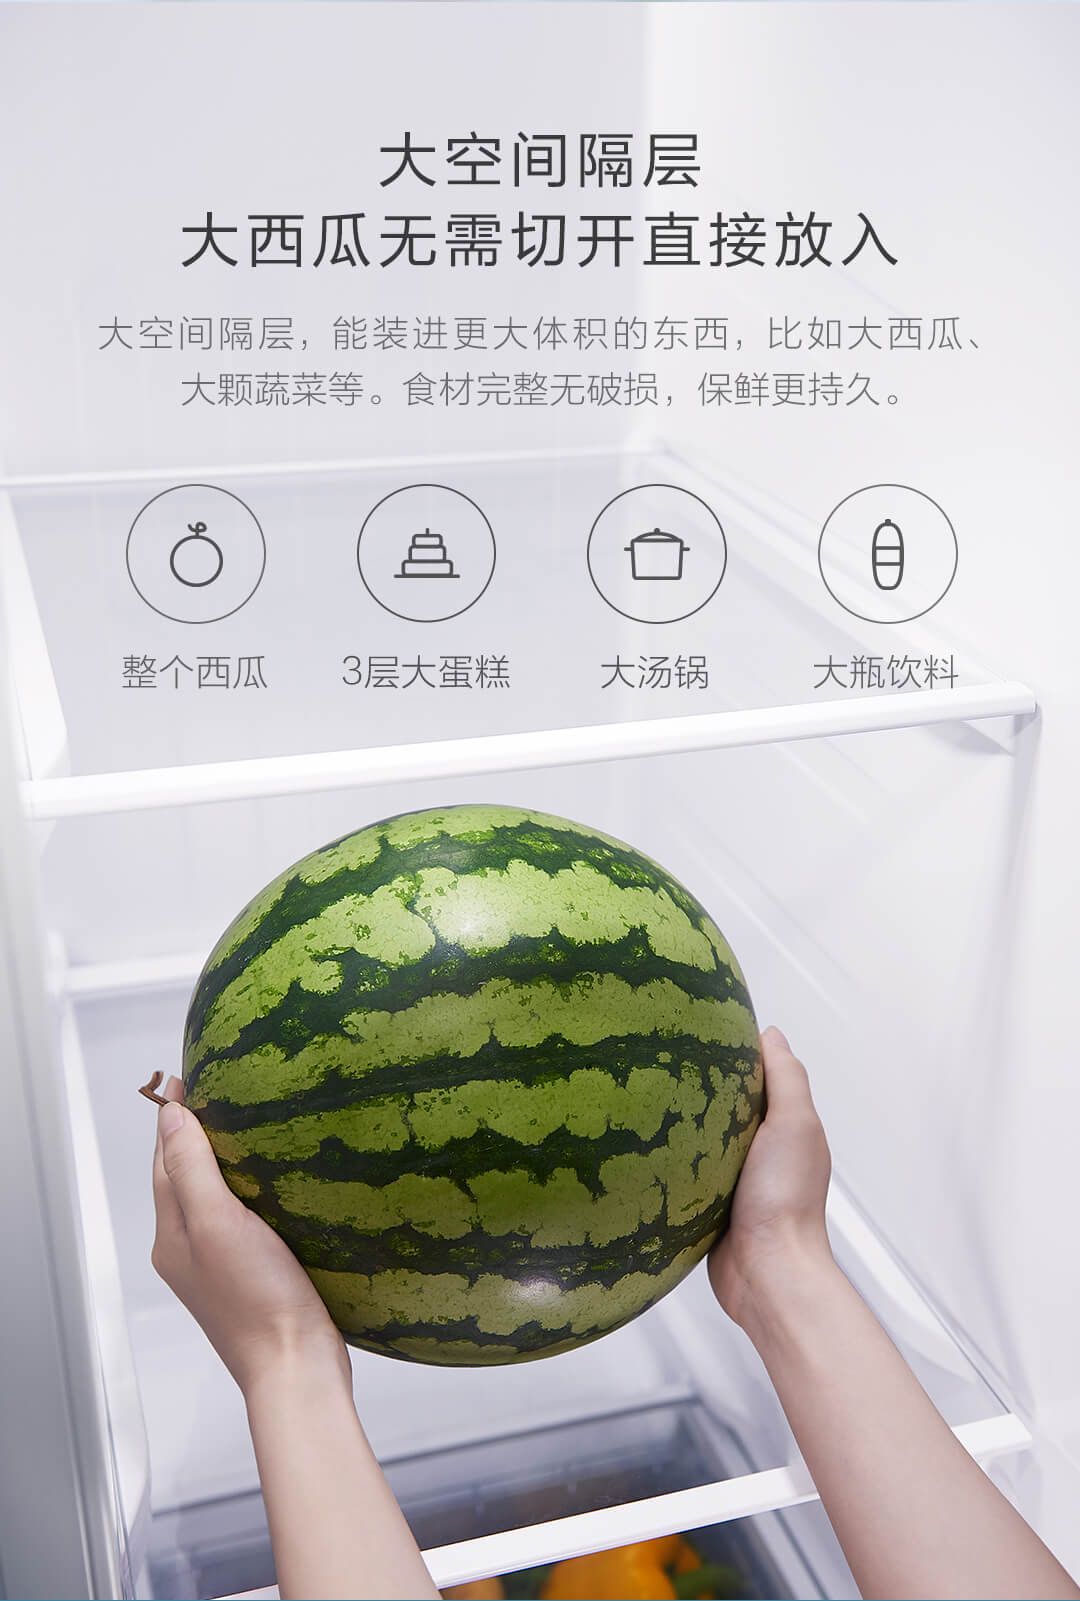 大空间隔层
大西瓜无需切开直接放入
大空间隔层，能装进更大体积的东西，比如大西瓜、
大颗蔬菜等。食材完整无破损，保鲜更持久。
整个西瓜
3层大蛋糕
大汤锅
大瓶饮料